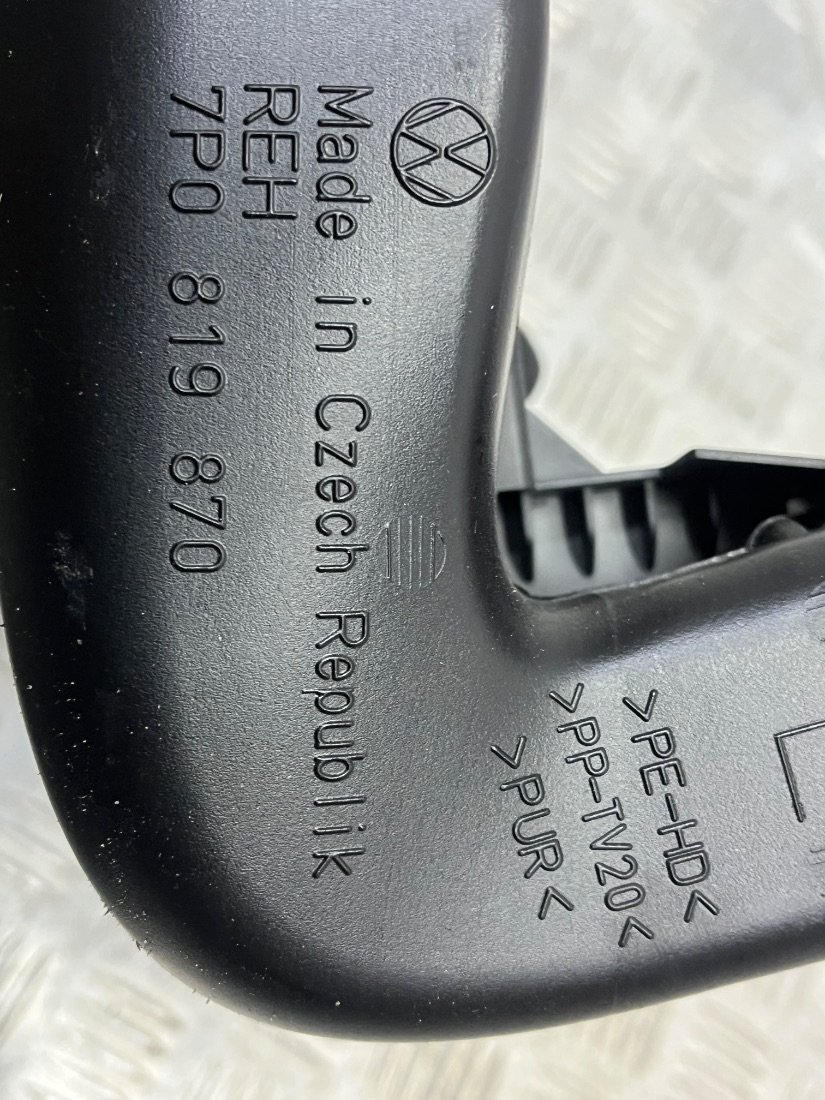 Made in Czech Republik
REH
7P0 819 870
>PE-HD<
>PP-TV20<
>PUR<